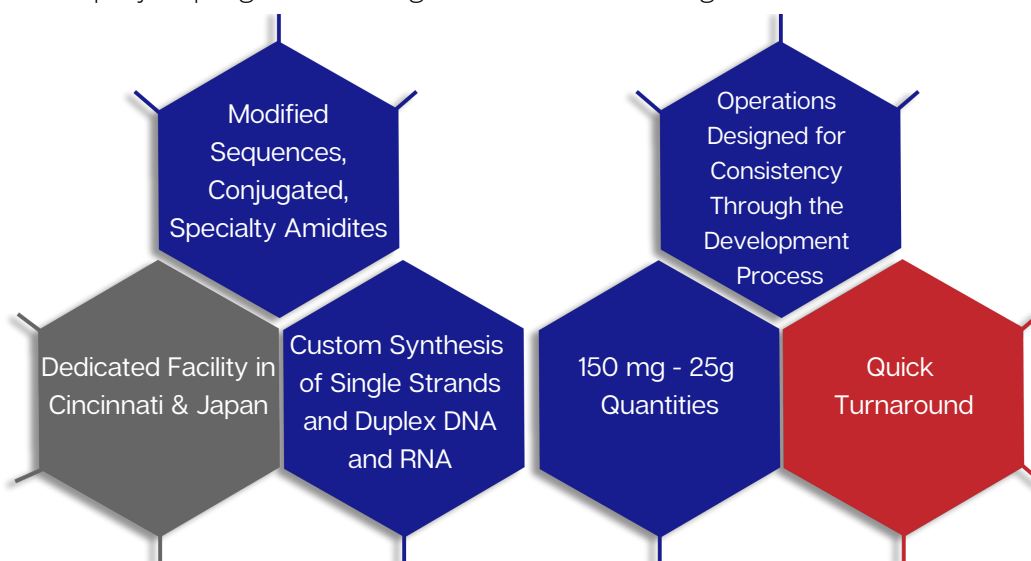 Modified
Sequences,
Conjugated,
Specialty Amidites
Operations
Designed for
Consistency
Through the
Development
Process
Dedicated Facility in
Cincinnati & Japan
Custom Synthesis
of Single Strands
and Duplex DNA
and RNA
150 mg - 25g
Quantities
Quick
Turnaround